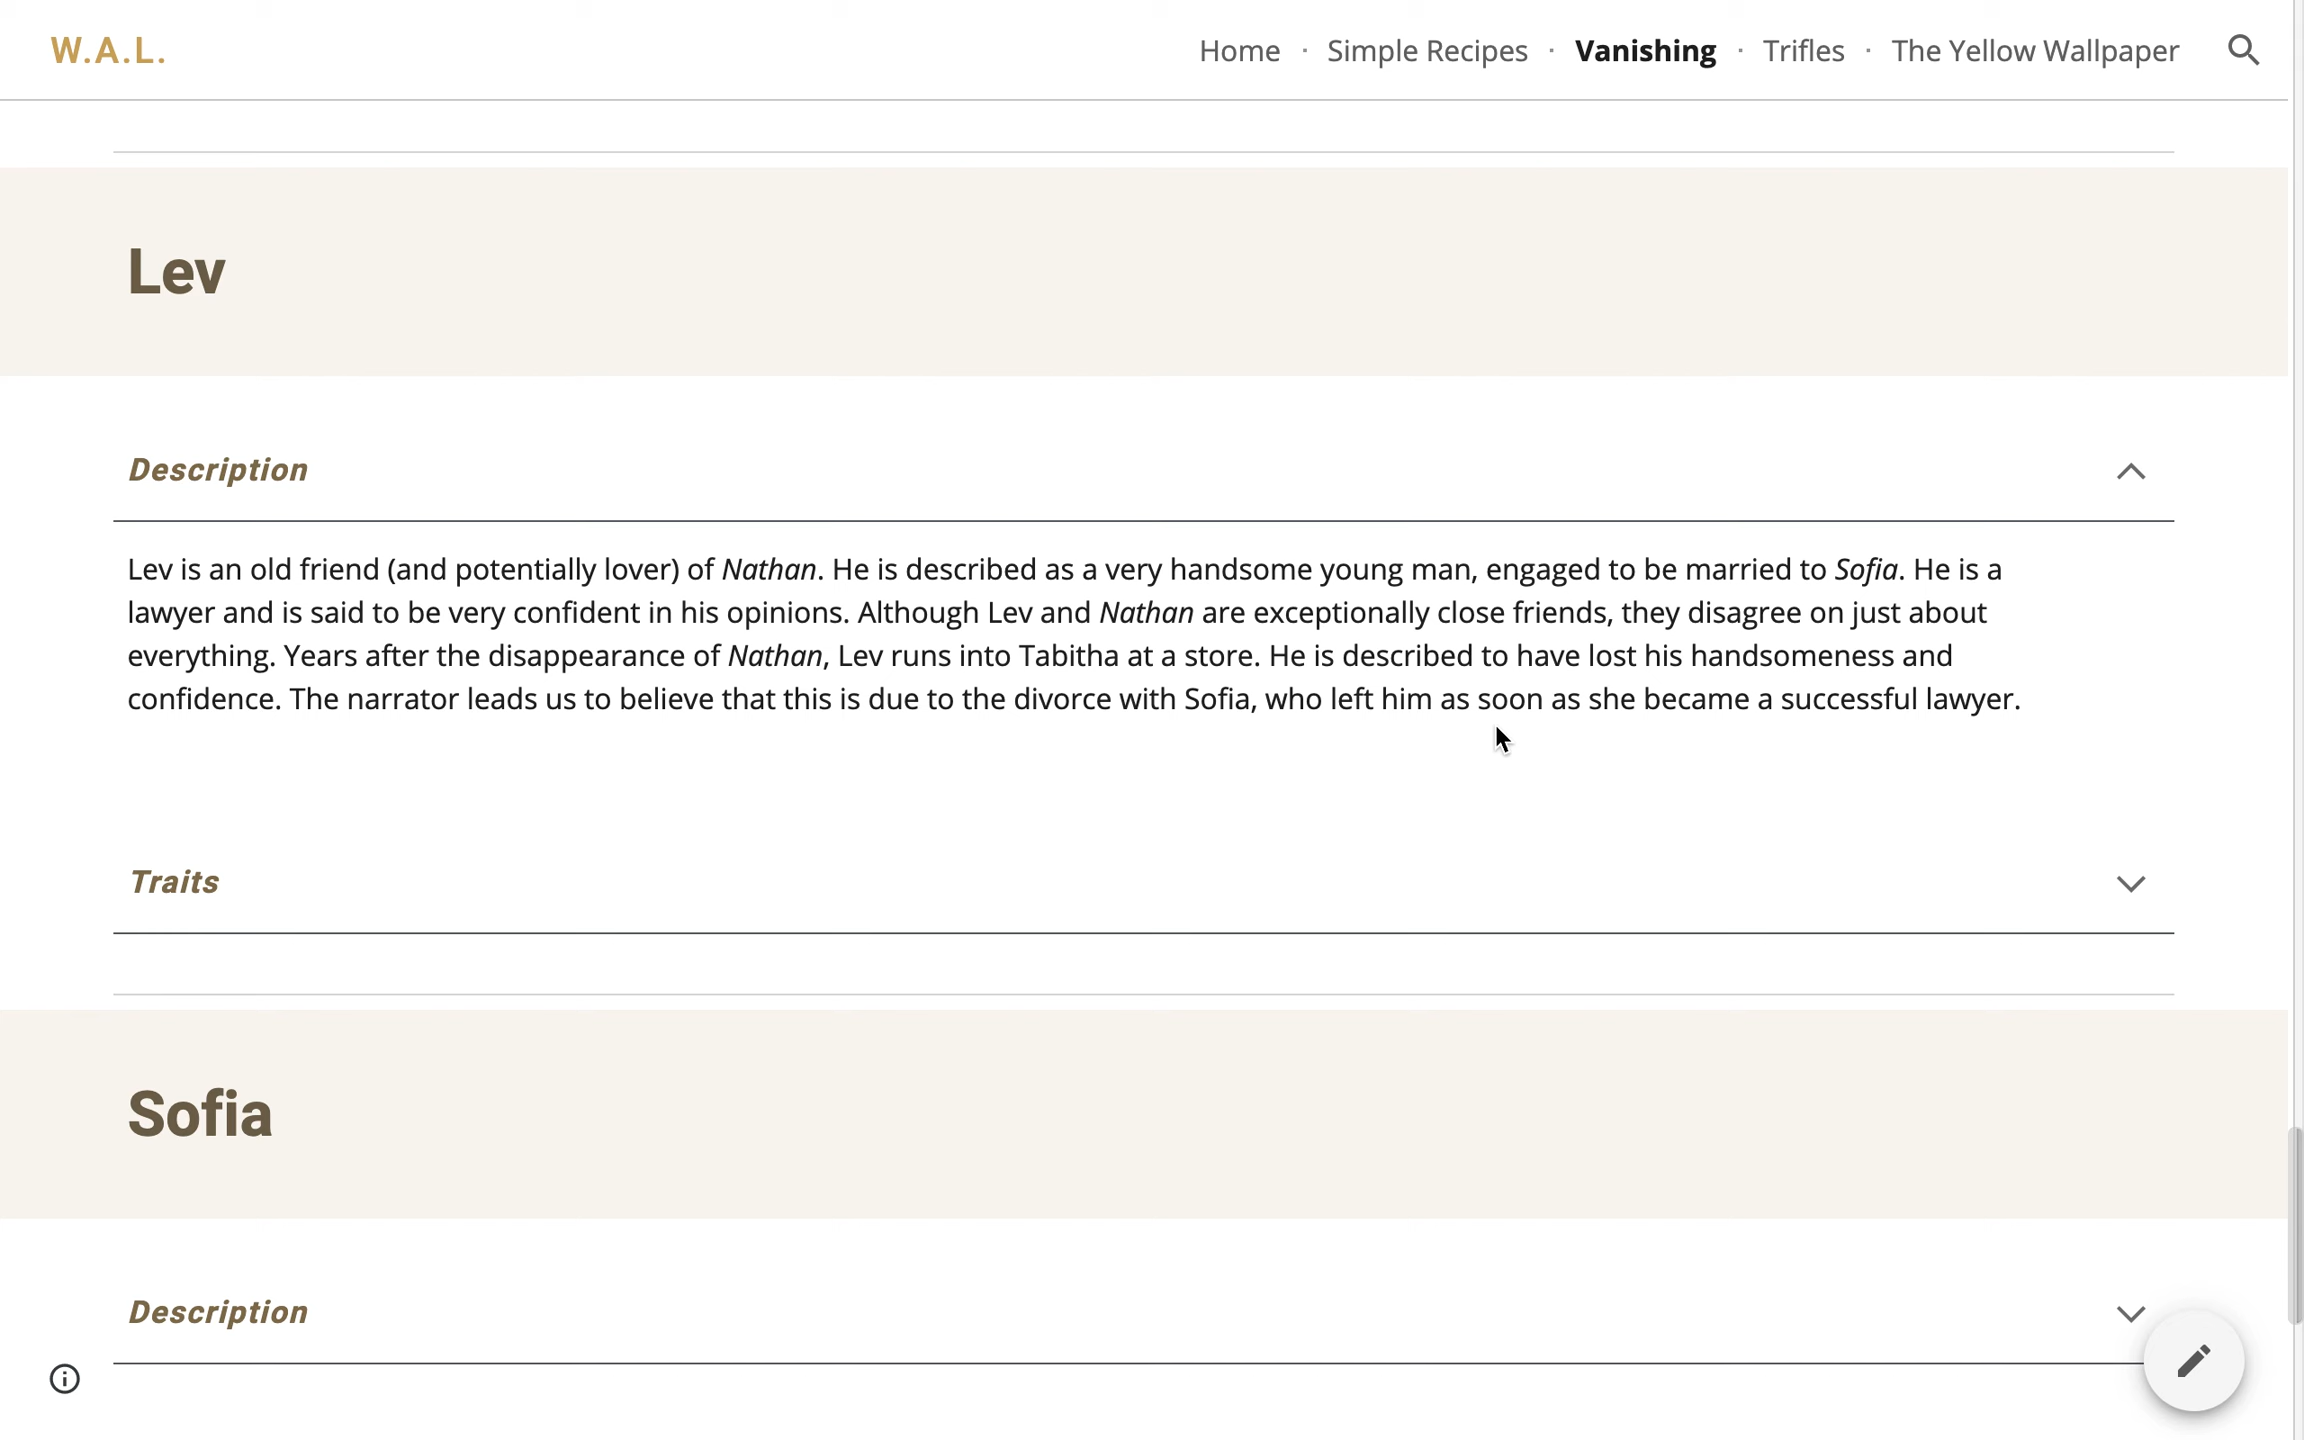 W.A.L.
Home · Simple Recipes · Vanishing · Trifles · The Yellow Wallpaper
Lev
Description
Lev is an old friend (and potentially lover) of Nathan. He is described as a very handsome young man, engaged to be married to Sofia. He is a
lawyer and is said to be very confident in his opinions. Although Lev and Nathan are exceptionally close friends, they disagree on just about
everything. Years after the disappearance of Nathan, Lev runs into Tabitha at a store. He is described to have lost his handsomeness and
confidence. The narrator leads us to believe that this is due to the divorce with Sofia, who left him as soon as she became a successful lawyer.
Traits
Sofia
Description